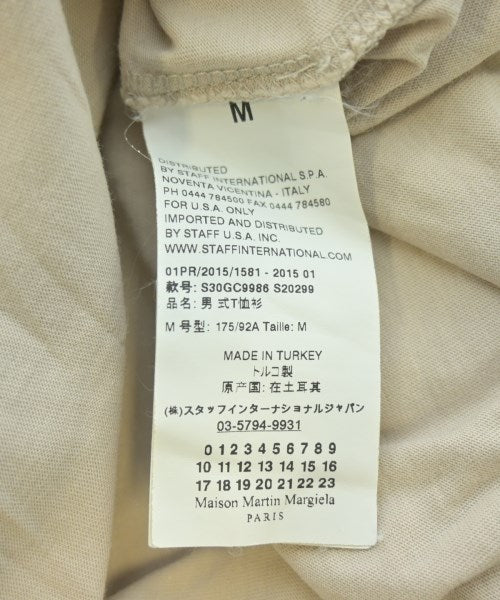 M
DISTRIBUTED
BY STAFF INTERNATIONAL S.P.A.
NOVENTA VICENTINA - ITALY
PH 0444 784500 FAX 0444 784580
FOR U.S.A. ONLY
IMPORTED AND DISTRIBUTED
BY STAFF U.S.A. INC.
WWW.STAFFINTERNATIONAL.COM
01PR/2015/1581 - 2015 01
款号: S30GC9986 S20299
品名: 男 式T恤衫
M 号型: 175/92A Taille: M
MADE IN TURKEY
トルコ製
原产国: 在土耳其
(株)スタッフインターナショナルジャパン
03-5794-9931
0 1 2 3 4 5 6 7 8 9
10 11 12 13 14 15 16
17 18 19 20 21 22 23
Maison Martin Margiela
PARIS